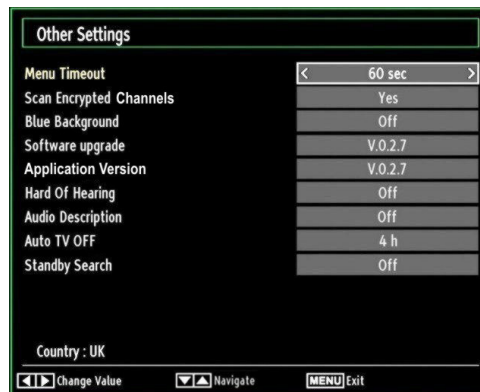 Other Settings
Menu Timeout < 60 sec >
Scan Encrypted Channels Yes
Blue Background Off
Software upgrade V.0.2.7
Application Version V.0.2.7
Hard Of Hearing Off
Audio Description Off
Auto TV OFF 4 h
Standby Search Off
Country : UK
Change Value Navigate MENU Exit